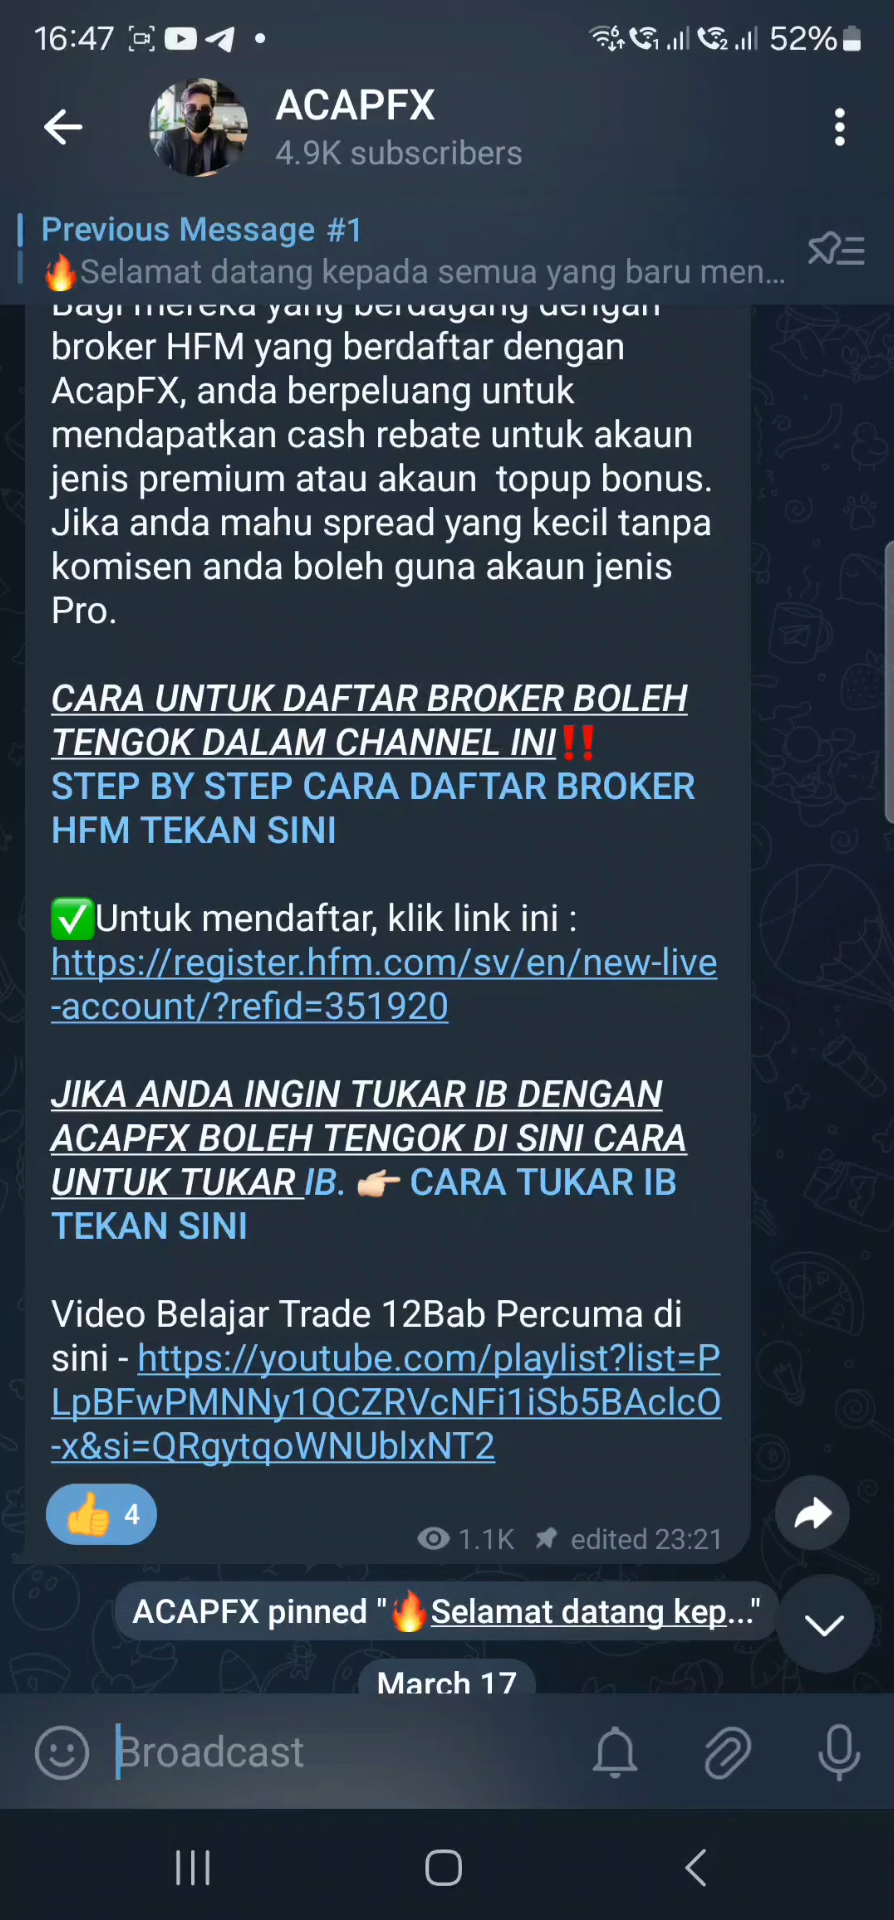 16:47
52%
ACAPFX
4.9K subscribers
Previous Message #1
🔥Selamat datang kepada semua yang baru men...
Bagi mereka yang berdagang dengan
broker HFM yang berdaftar dengan
AcapFX, anda berpeluang untuk
mendapatkan cash rebate untuk akaun
jenis premium atau akaun  topup bonus.
Jika anda mahu spread yang kecil tanpa
komisen anda boleh guna akaun jenis
Pro.
CARA UNTUK DAFTAR BROKER BOLEH
TENGOK DALAM CHANNEL INI‼️
STEP BY STEP CARA DAFTAR BROKER
HFM TEKAN SINI
✅Untuk mendaftar, klik link ini :
https://register.hfm.com/sv/en/new-live
-account/?refid=351920
JIKA ANDA INGIN TUKAR IB DENGAN
ACAPFX BOLEH TENGOK DI SINI CARA
UNTUK TUKAR IB. 👉🏻 CARA TUKAR IB
TEKAN SINI
Video Belajar Trade 12Bab Percuma di
sini - https://youtube.com/playlist?list=P
LpBFwPMNNy1QCZRVcNFi1iSb5BAclcO
-x&si=QRgytqoWNUblxNT2
👍 4
1.1K edited 23:21
ACAPFX pinned "🔥Selamat datang kep..."
March 17
Broadcast